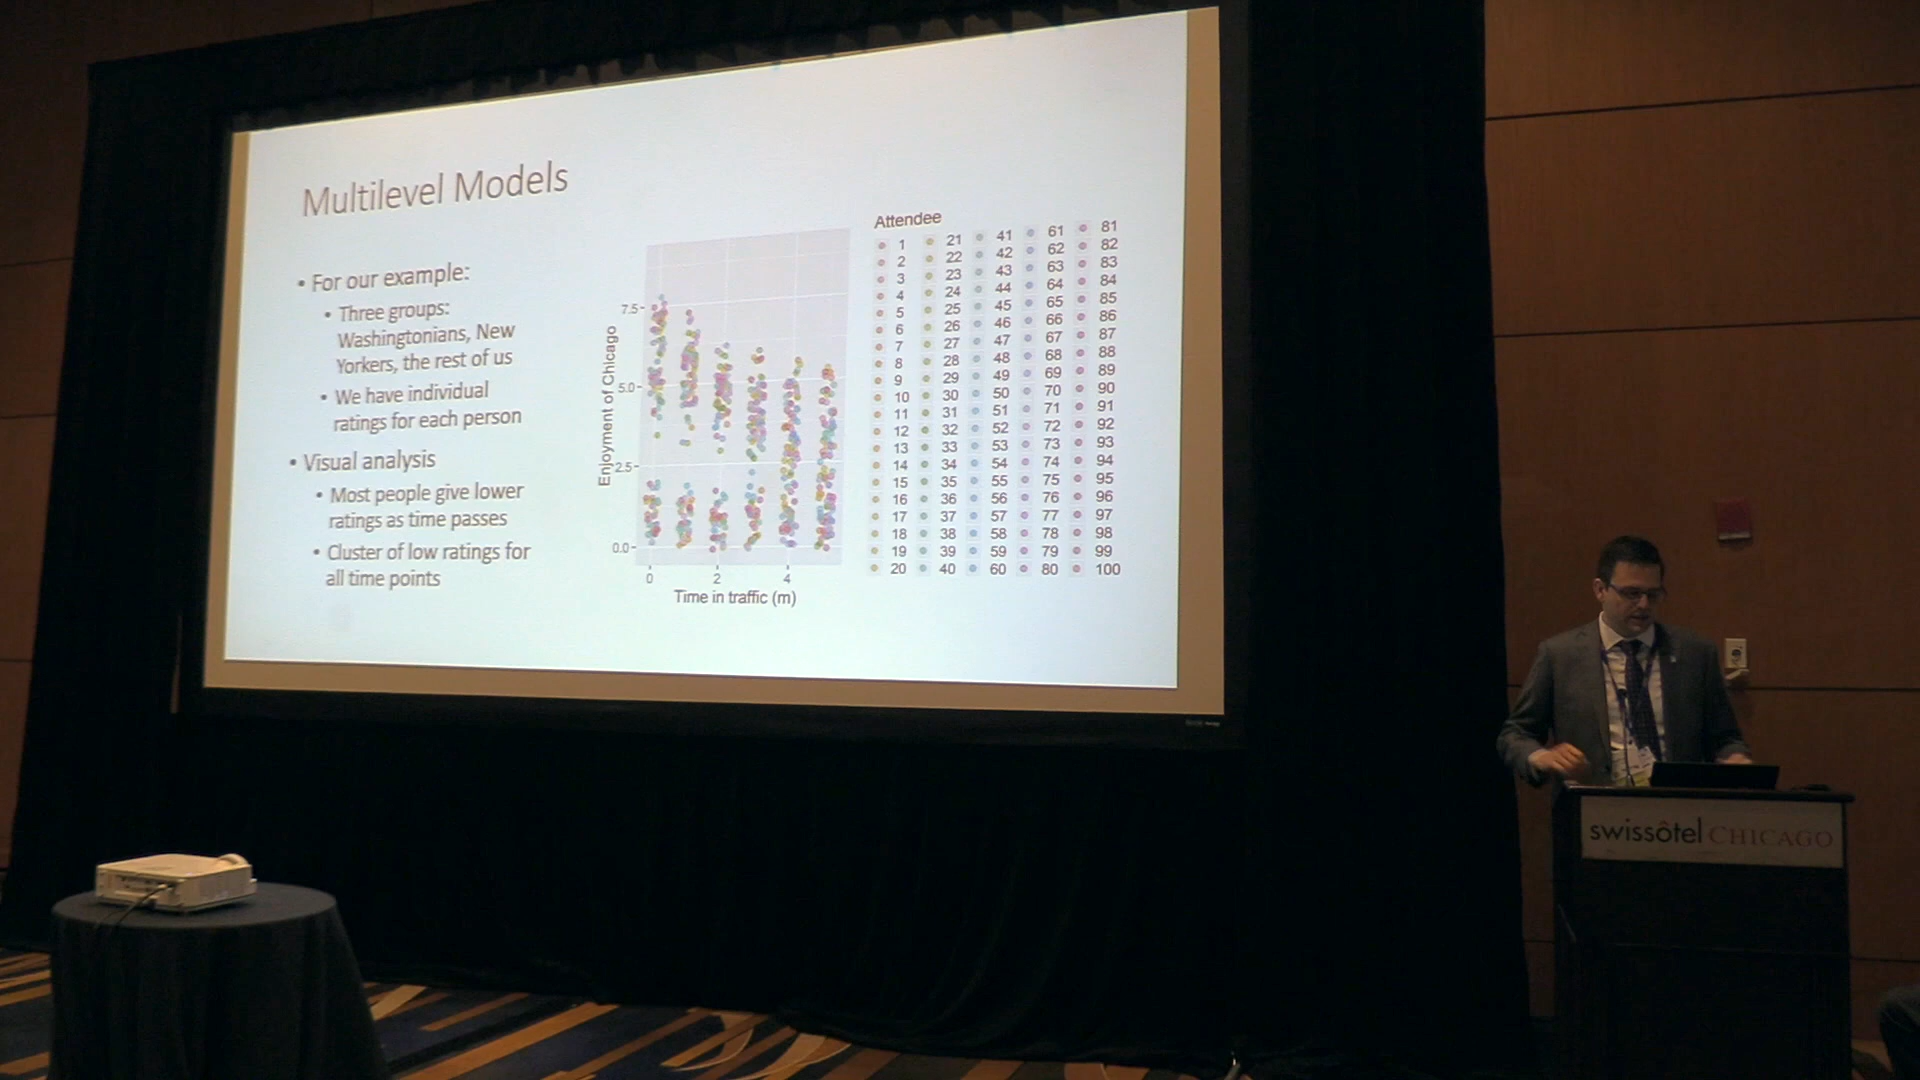 Multilevel Models
• For our example:
• Three groups:
Washingtonians, New
Yorkers, the rest of us
• We have individual
ratings for each person
• Visual analysis
• Most people give lower
ratings as time passes
• Cluster of low ratings for
all time points
Enjoyment of Chicago
7.5
5.0
2.5
0.0
0 2 4
Time in traffic (m)
Attendee
1 21 41 61 81
2 22 42 62 82
3 23 43 63 83
4 24 44 64 84
5 25 45 65 85
6 26 46 66 86
7 27 47 67 87
8 28 48 68 88
9 29 49 69 89
10 30 50 70 90
11 31 51 71 91
12 32 52 72 92
13 33 53 73 93
14 34 54 74 94
15 35 55 75 95
16 36 56 76 96
17 37 57 77 97
18 38 58 78 98
19 39 59 79 99
20 40 60 80 100
swissôtel CHICAGO